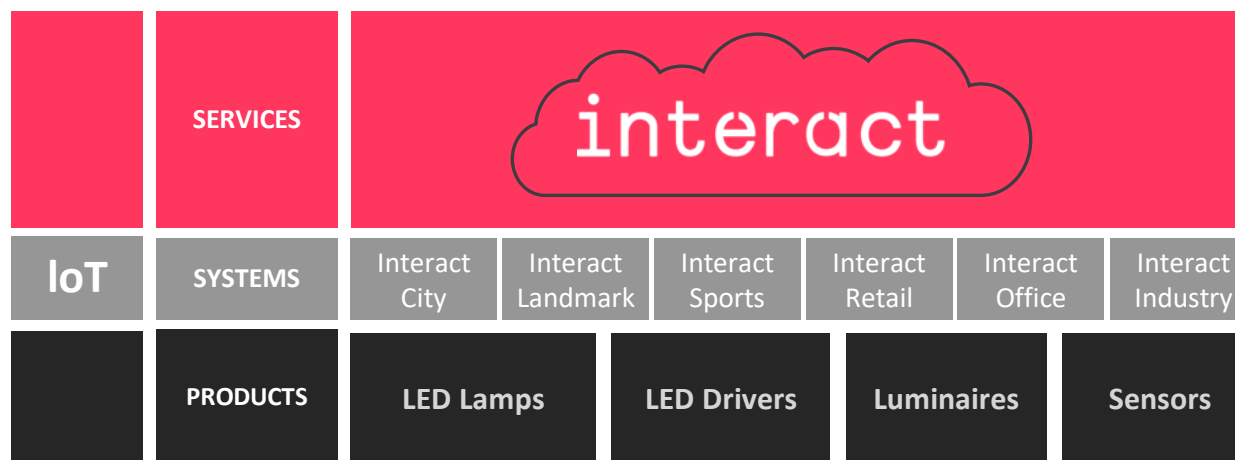 SERVICES
interact
IoT
SYSTEMS
Interact
City
Interact
Landmark
Interact
Sports
Interact
Retail
Interact
Office
Interact
Industry
PRODUCTS
LED Lamps
LED Drivers
Luminaires
Sensors